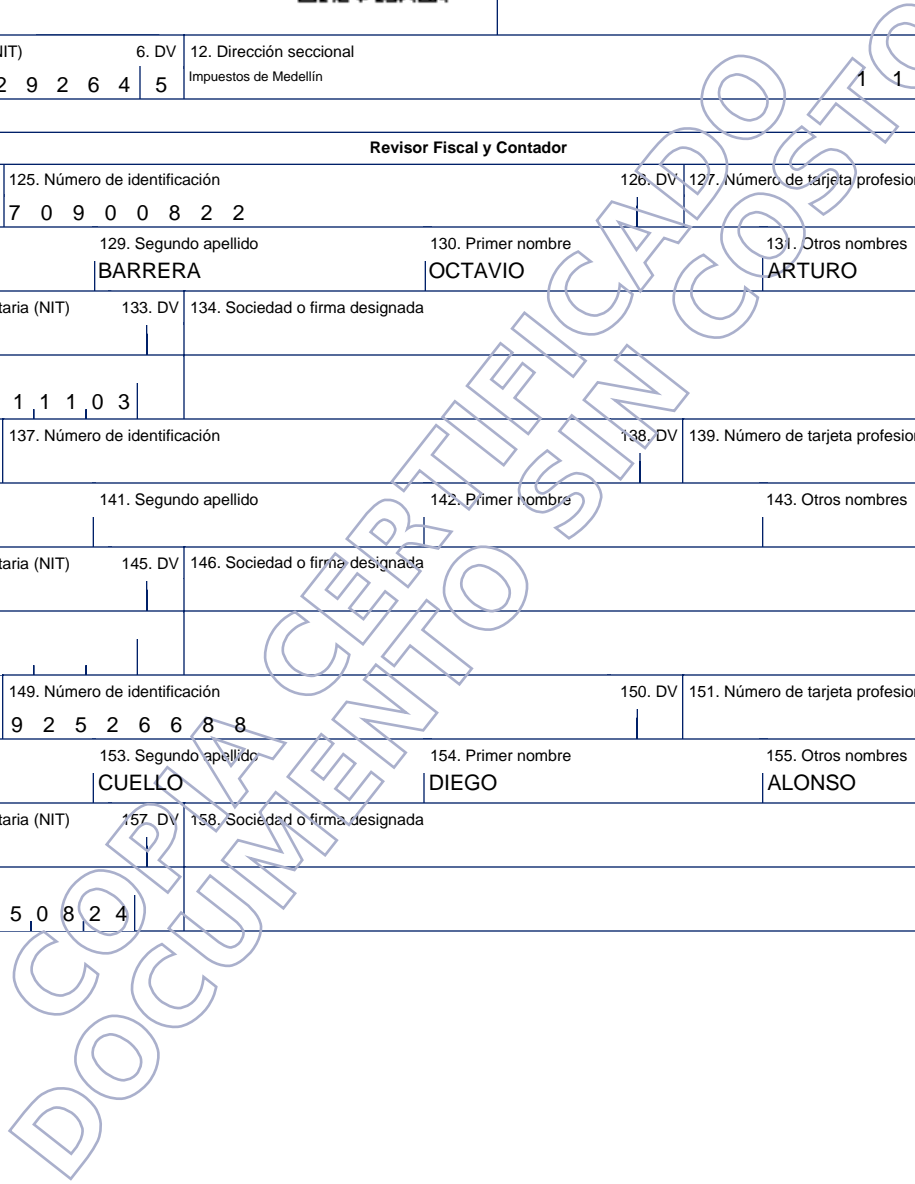 NIT) 6. DV 12. Dirección seccional
2 9 2 6 4 5 Impuestos de Medellín 1 1
Revisor Fiscal y Contador
125. Número de identificación 126. DV 127. Número de tarjeta profesion
7 0 9 0 0 8 2 2
129. Segundo apellido 130. Primer nombre 131. Otros nombres
BARRERA OCTAVIO ARTURO
taria (NIT) 133. DV 134. Sociedad o firma designada
1 1 1 0 3
137. Número de identificación 138. DV 139. Número de tarjeta profesion
141. Segundo apellido 142. Primer nombre 143. Otros nombres
taria (NIT) 145. DV 146. Sociedad o firma designada
149. Número de identificación 150. DV 151. Número de tarjeta profesion
9 2 5 2 6 6 8 8
153. Segundo apellido 154. Primer nombre 155. Otros nombres
CUELLO DIEGO ALONSO
taria (NIT) 157. DV 158. Sociedad o firma designada
5 0 8 2 4
COPIA CERTIFICADO
DOCUMENTO SIN COSTO